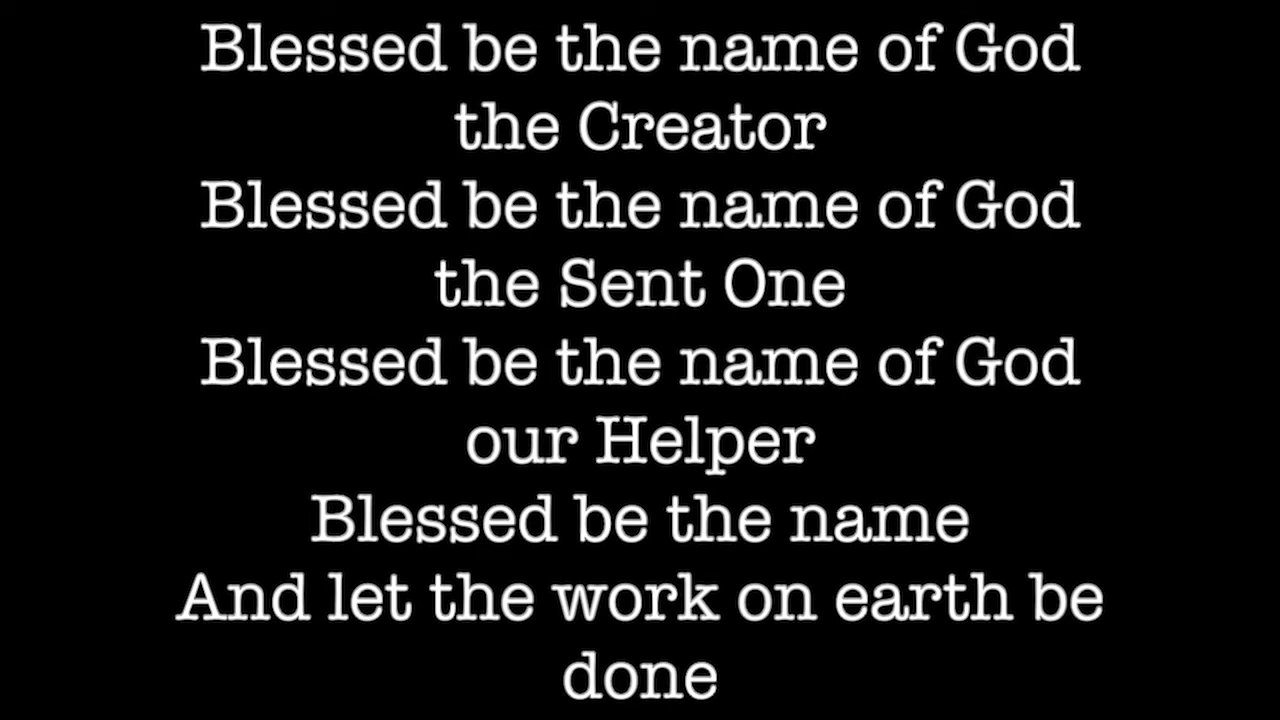 Blessed be the name of God
the Creator
Blessed be the name of God
the Sent One
Blessed be the name of God
our Helper
Blessed be the name
And let the work on earth be
done